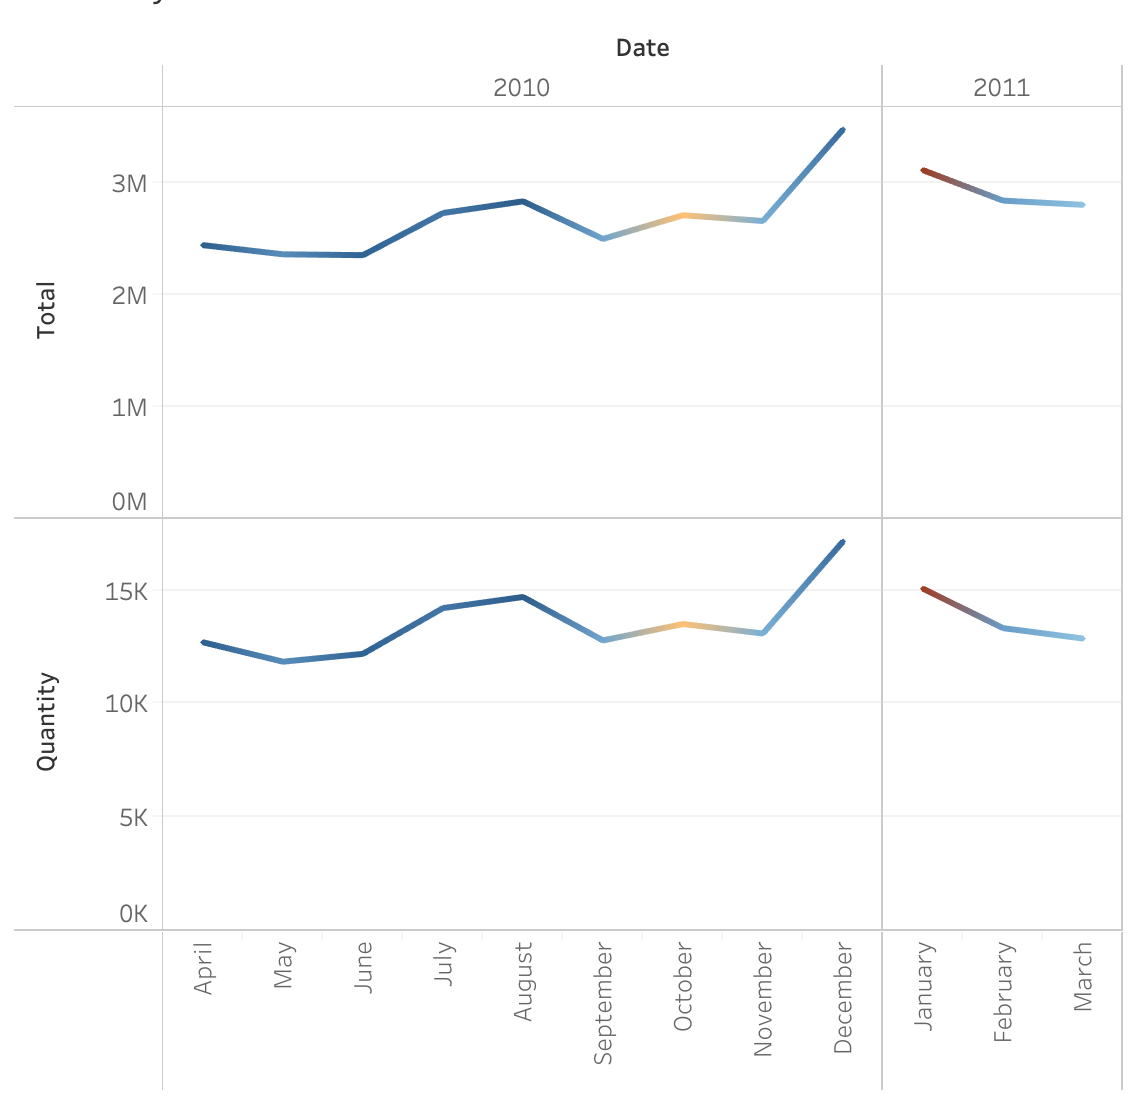 Date
2010
2011
Total
3M
2M
1M
0M
Quantity
15K
10K
5K
0K
April
May
June
July
August
September
October
November
December
January
February
March